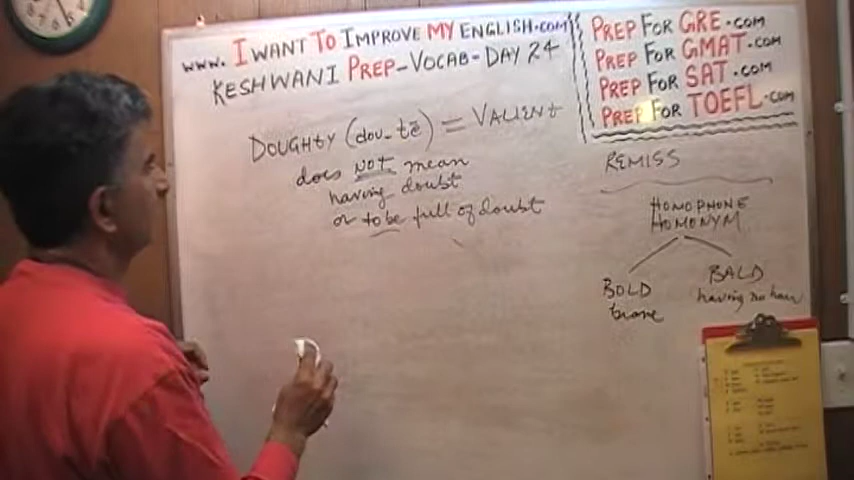 www. I WANT TO IMPROVE MY ENGLISH.COM
KESHWANI PREP-VOCAB-DAY 24
PREP FOR GRE.COM
PREP FOR GMAT.COM
PREP FOR SAT.COM
PREP FOR TOEFL.COM
DOUGHTY (dou-tē) = VALIENT
does NOT mean
having doubt
or to be full of doubt
REMISS
HOMOPHONE
HOMONYM
BOLD
brave
BALD
having no hair